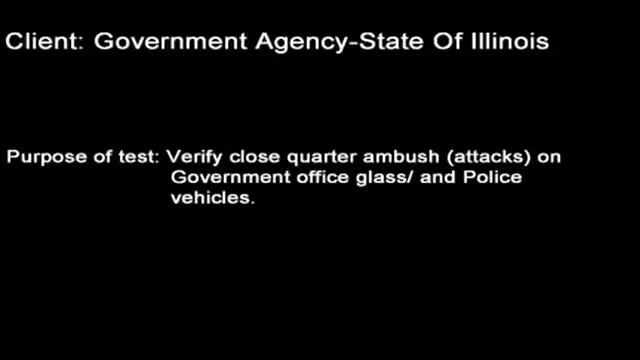 Client: Government Agency-State Of Illinois
Purpose of test: Verify close quarter ambush (attacks) on
Government office glass/ and Police
vehicles.